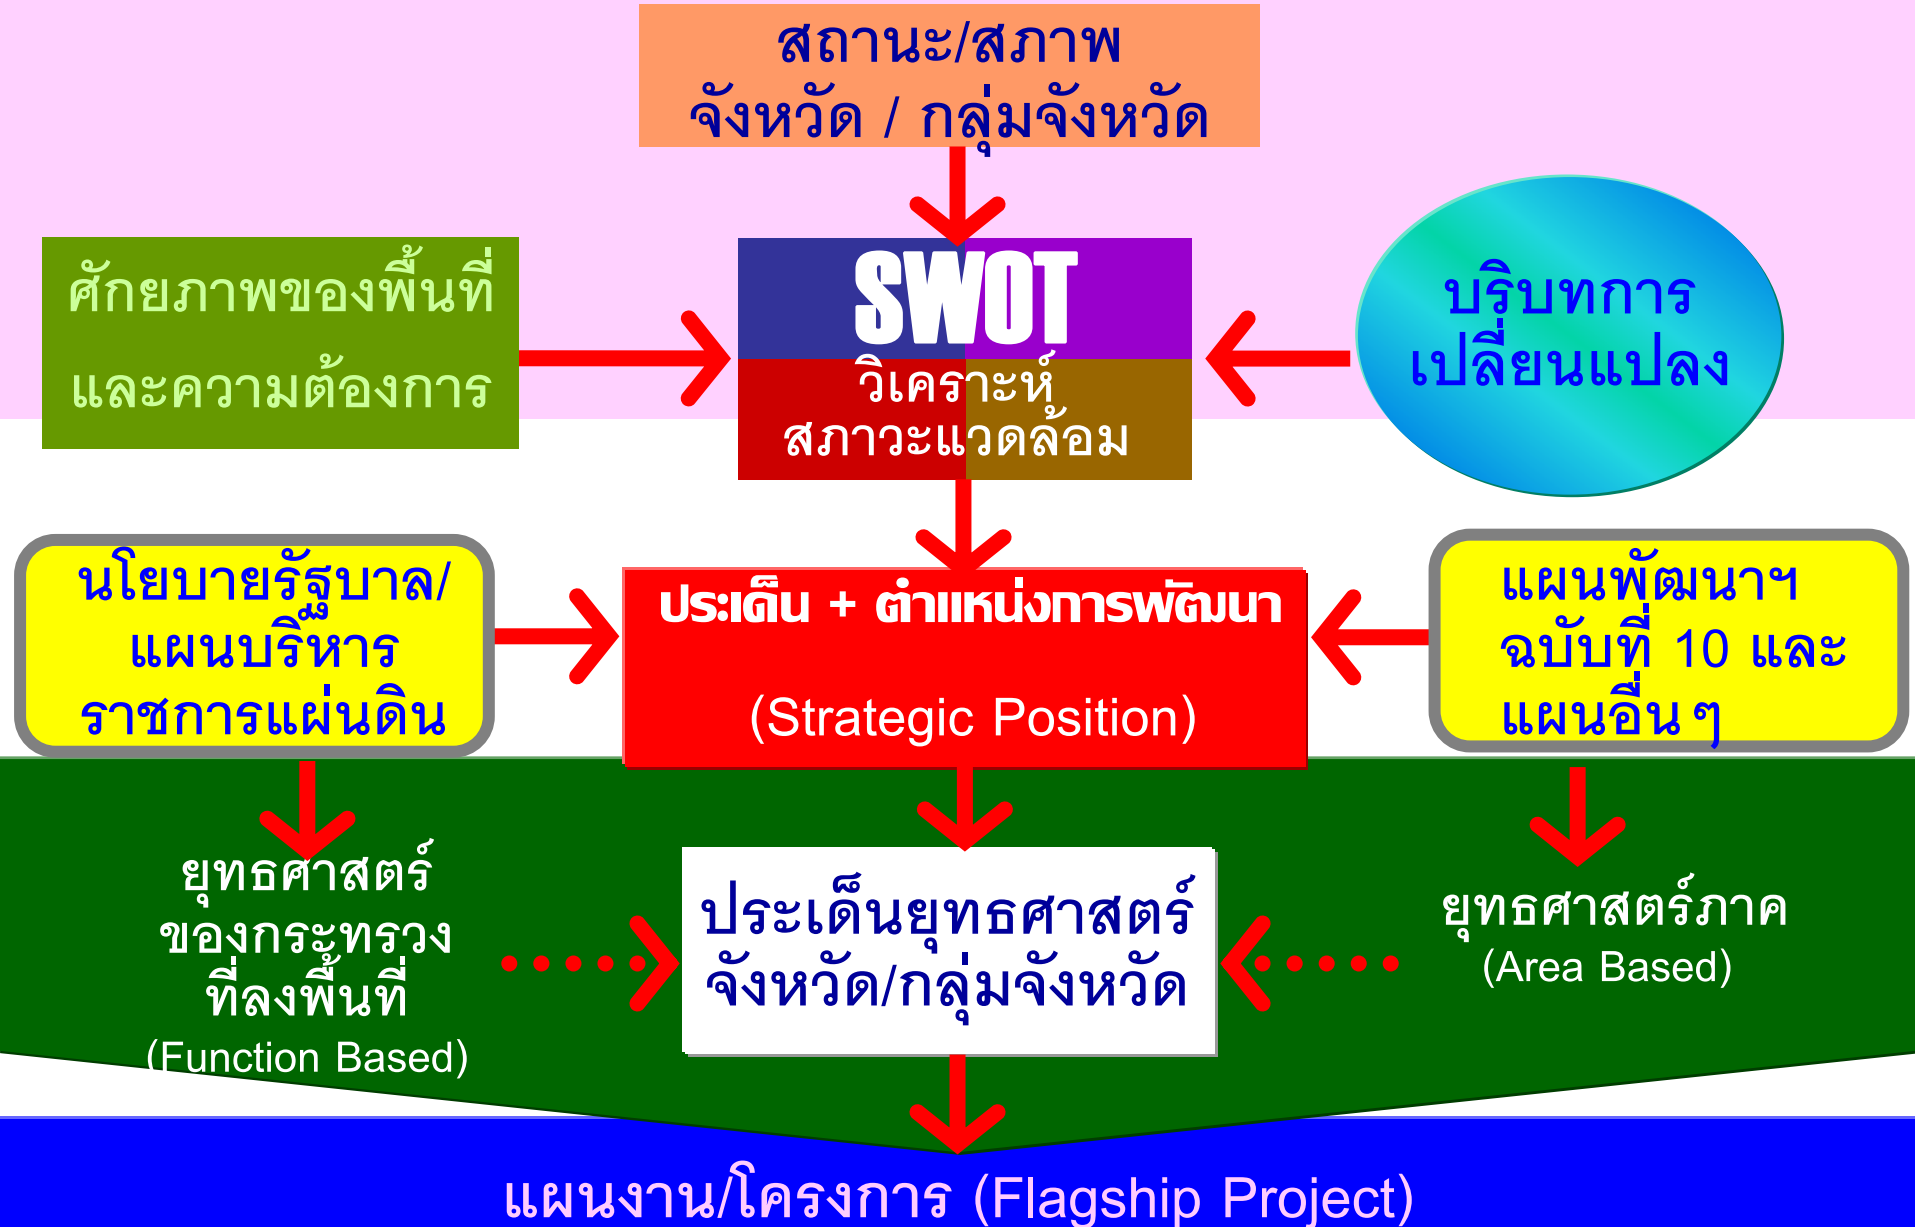 สถานะ/สภาพ
จังหวัด / กลุ่มจังหวัด
ศักยภาพของพื้นที่
และความต้องการ
SWOT
วิเคราะห์
สภาวะแวดล้อม
บริบทการ
เปลี่ยนแปลง
นโยบายรัฐบาล/
แผนบริหาร
ราชการแผ่นดิน
ประเด็น + ตำแหน่งการพัฒนา
(Strategic Position)
แผนพัฒนาฯ
ฉบับที่ 10 และ
แผนอื่นๆ
ยุทธศาสตร์
ของกระทรวง
ที่ลงพื้นที่
(Function Based)
ประเด็นยุทธศาสตร์
จังหวัด/กลุ่มจังหวัด
ยุทธศาสตร์ภาค
(Area Based)
แผนงาน/โครงการ (Flagship Project)